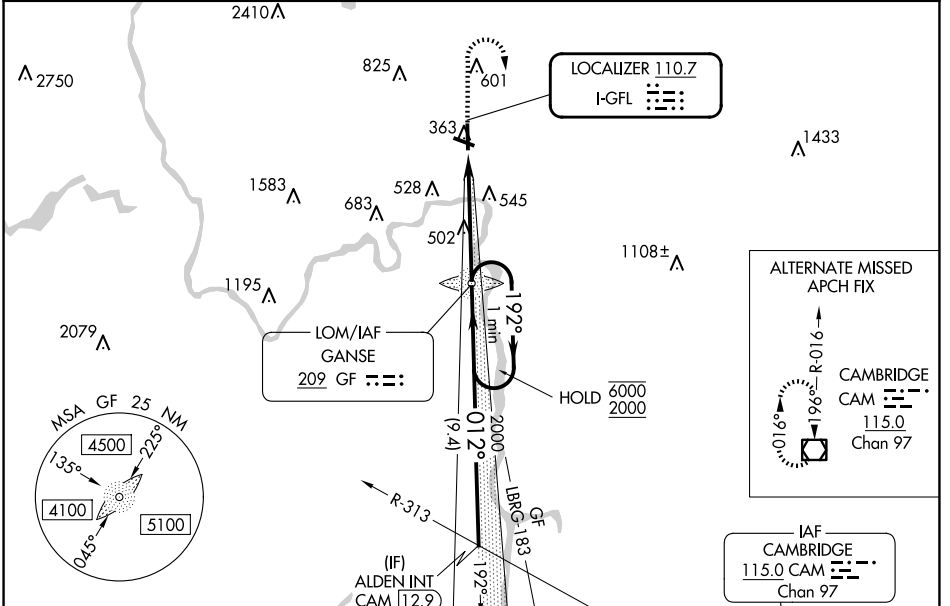 2410
2750
825
601
LOCALIZER 110.7
I-GFL
363
1433
1583
528
545
683
502
1108±
1195
2079
LOM/IAF
GANSE
209 GF
192°
1 min
HOLD 6000
2000
ALTERNATE MISSED
APCH FIX
R-016
196°
016°
CAMBRIDGE
CAM
115.0
Chan 97
MSA GF 25 NM
4500
225°
135°
4100
5100
045°
012°
2000
(9.4)
GF
LBRG-183
R-313
(IF)
ALDEN INT
CAM 12.9
192°
IAF
CAMBRIDGE
115.0 CAM
Chan 97